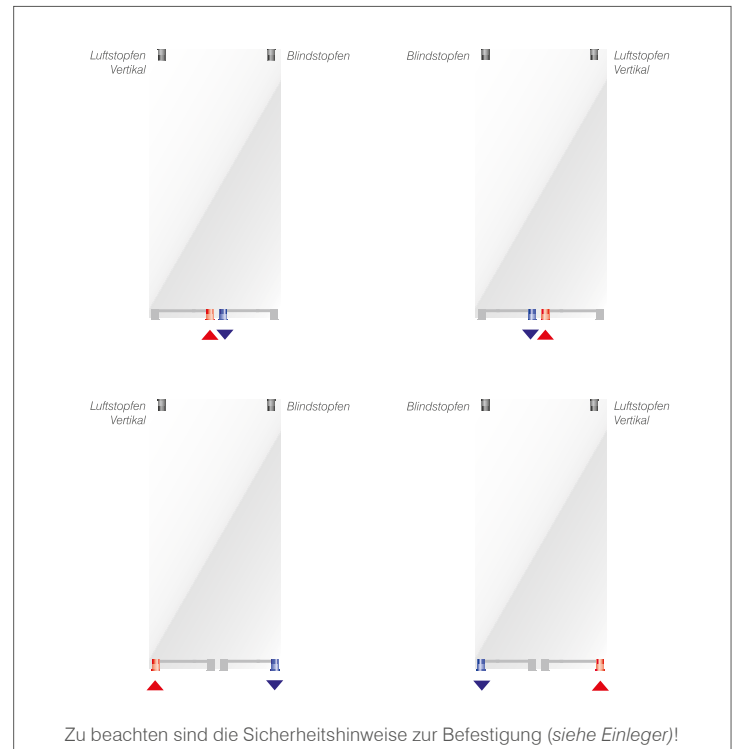 Luftstopfen
Vertikal
Blindstopfen
Blindstopfen
Luftstopfen
Vertikal
Luftstopfen
Vertikal
Blindstopfen
Blindstopfen
Luftstopfen
Vertikal
Zu beachten sind die Sicherheitshinweise zur Befestigung (siehe Einleger)!